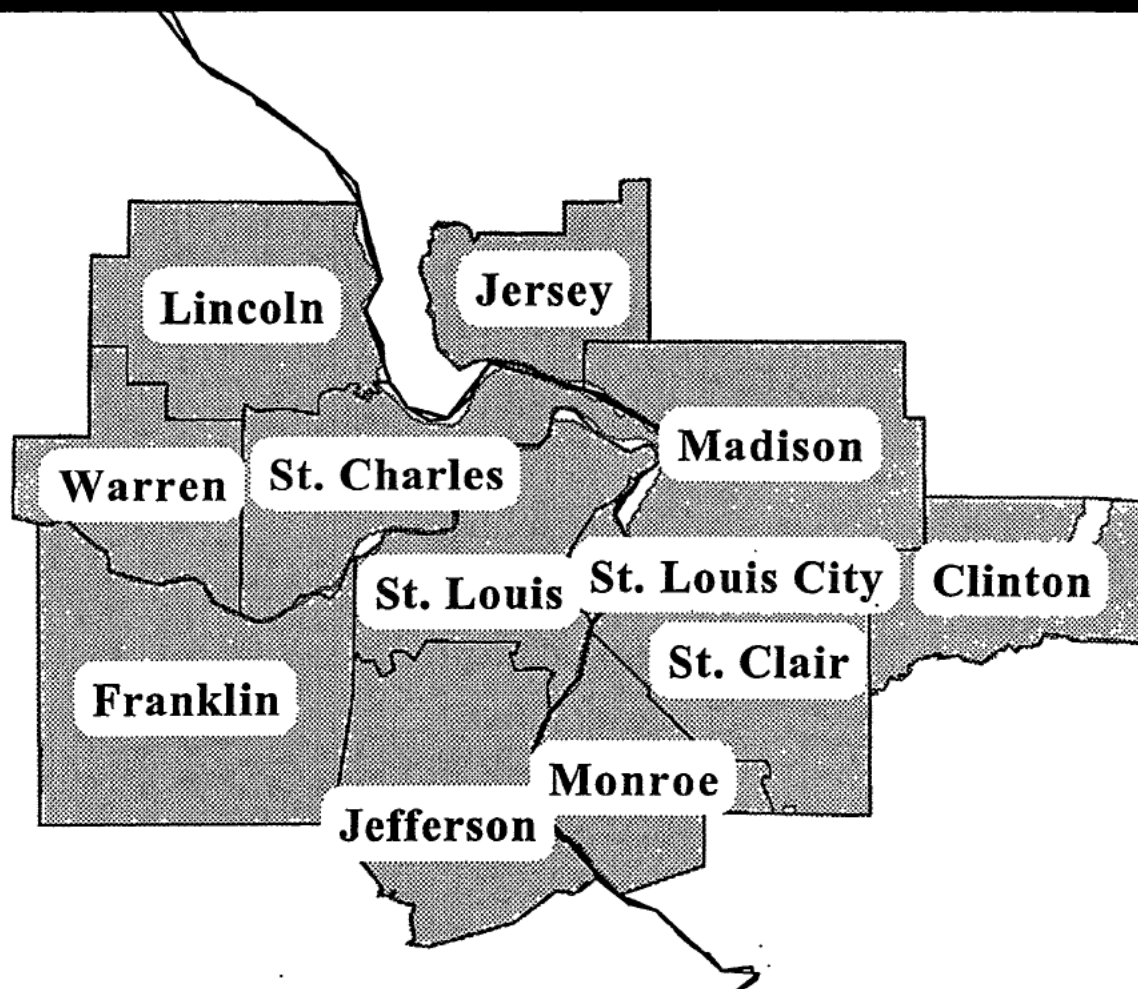 Jersey
Lincoln
Madison
St. Charles
Warren
St. Louis City
Clinton
St. Louis
St. Clair
Franklin
Monroe
Jefferson